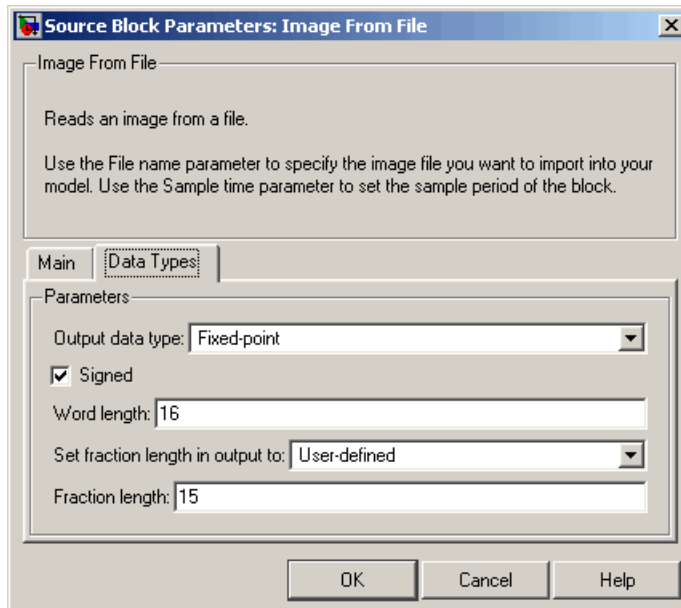 Source Block Parameters: Image From File
Image From File
Reads an image from a file.
Use the File name parameter to specify the image file you want to import into your
model. Use the Sample time parameter to set the sample period of the block.
Main Data Types
Parameters
Output data type: Fixed-point
Signed
Word length: 16
Set fraction length in output to: User-defined
Fraction length: 15
OK Cancel Help